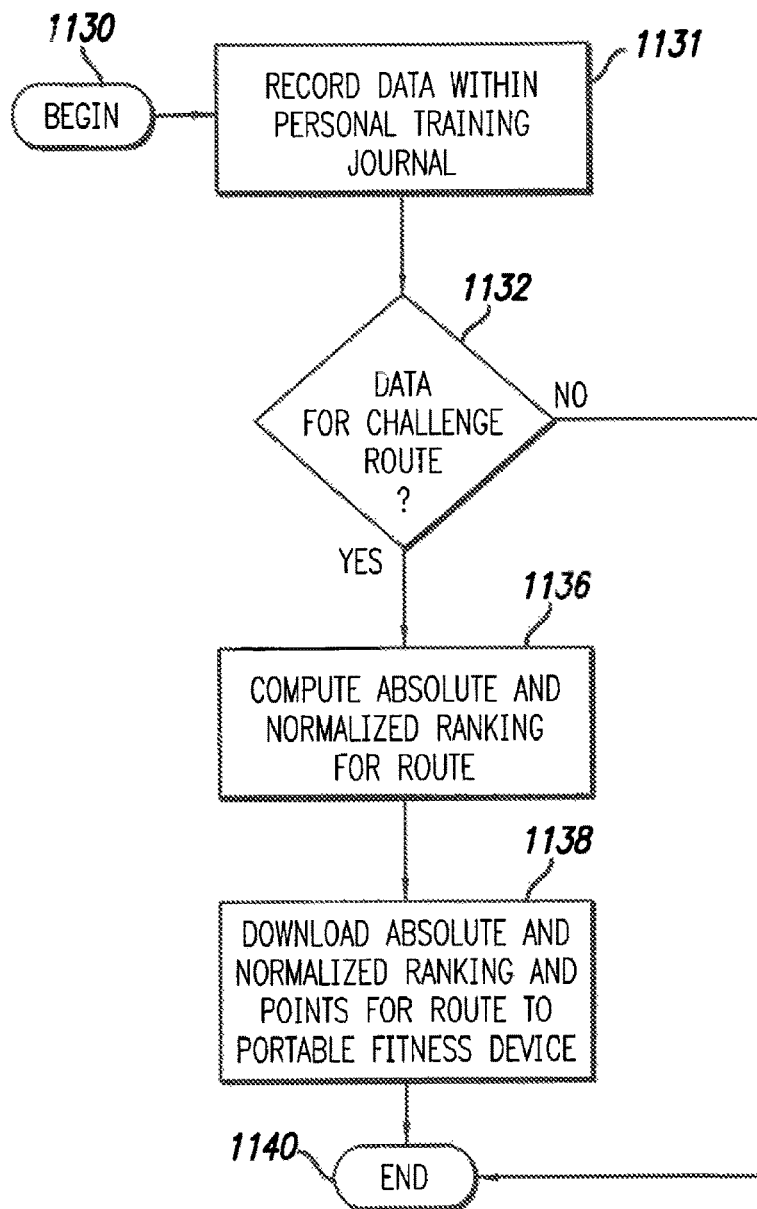 1130
BEGIN
1131
RECORD DATA WITHIN
PERSONAL TRAINING
JOURNAL
1132
DATA
FOR CHALLENGE
ROUTE
?
NO
YES
1136
COMPUTE ABSOLUTE AND
NORMALIZED RANKING
FOR ROUTE
1138
DOWNLOAD ABSOLUTE AND
NORMALIZED RANKING AND
POINTS FOR ROUTE TO
PORTABLE FITNESS DEVICE
1140
END